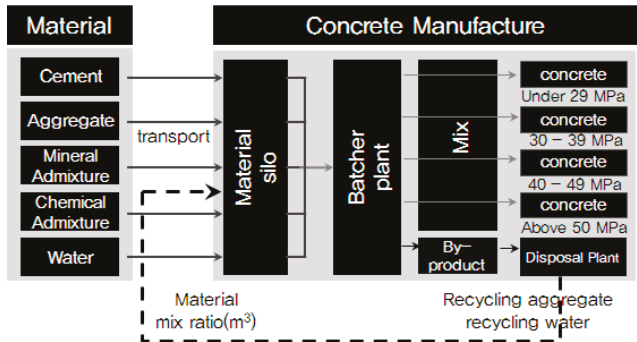 Material
Concrete Manufacture
Cement
Aggregate
Mineral
Admixture
Chemical
Admixture
Water
transport
Material
silo
Batcher
plant
Mix
By-
product
concrete
Under 29 MPa
concrete
30 – 39 MPa
concrete
40 – 49 MPa
concrete
Above 50 MPa
Disposal Plant
Material
mix ratio(m³)
Recycling aggregate
recycling water